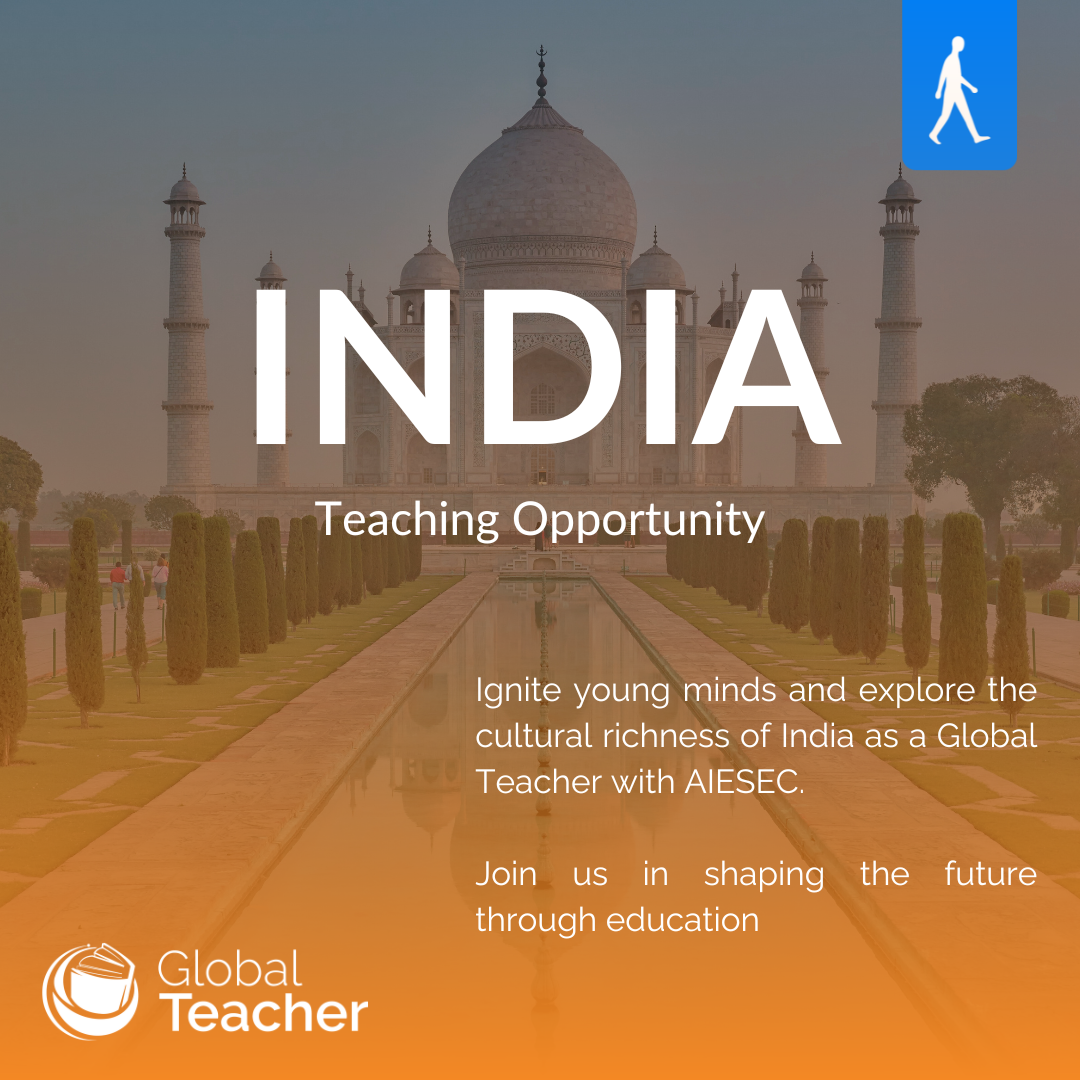 INDIA
Teaching Opportunity
Ignite young minds and explore the
cultural richness of India as a Global
Teacher with AIESEC.
Join us in shaping the future
through education
Global
Teacher